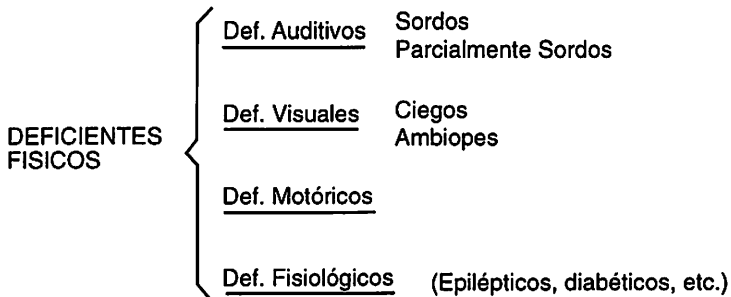 DEFICIENTES
FISICOS
Def. Auditivos Sordos
Parcialmente Sordos
Def. Visuales Ciegos
Ambiopes
Def. Motóricos
Def. Fisiológicos (Epilépticos, diabéticos, etc.)